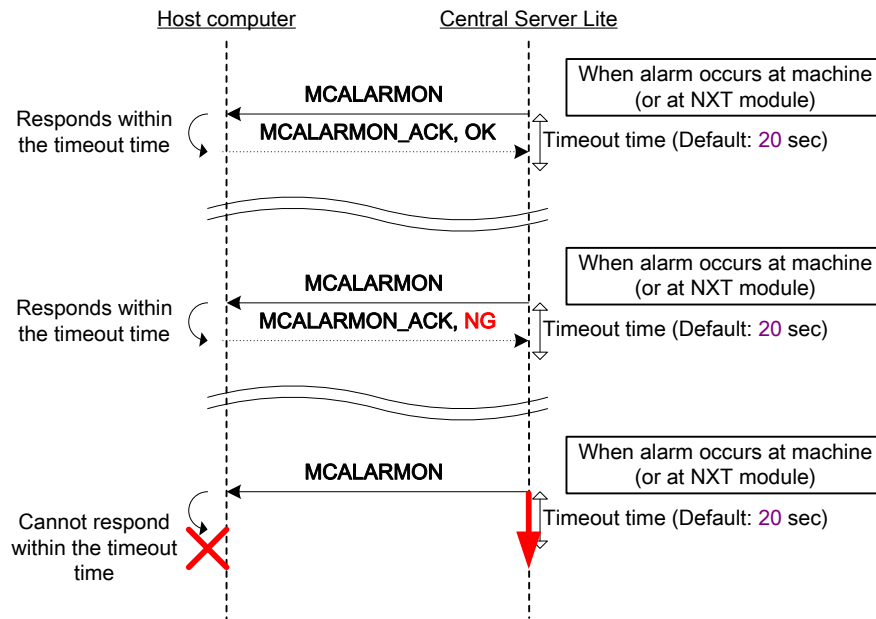 Host computer
Central Server Lite
When alarm occurs at machine
(or at NXT module)
MCALARMON
Responds within
the timeout time
MCALARMON_ACK, OK
Timeout time (Default: 20 sec)
When alarm occurs at machine
(or at NXT module)
MCALARMON
Responds within
the timeout time
MCALARMON_ACK, NG
Timeout time (Default: 20 sec)
When alarm occurs at machine
(or at NXT module)
MCALARMON
Cannot respond
within the timeout
time
Timeout time (Default: 20 sec)